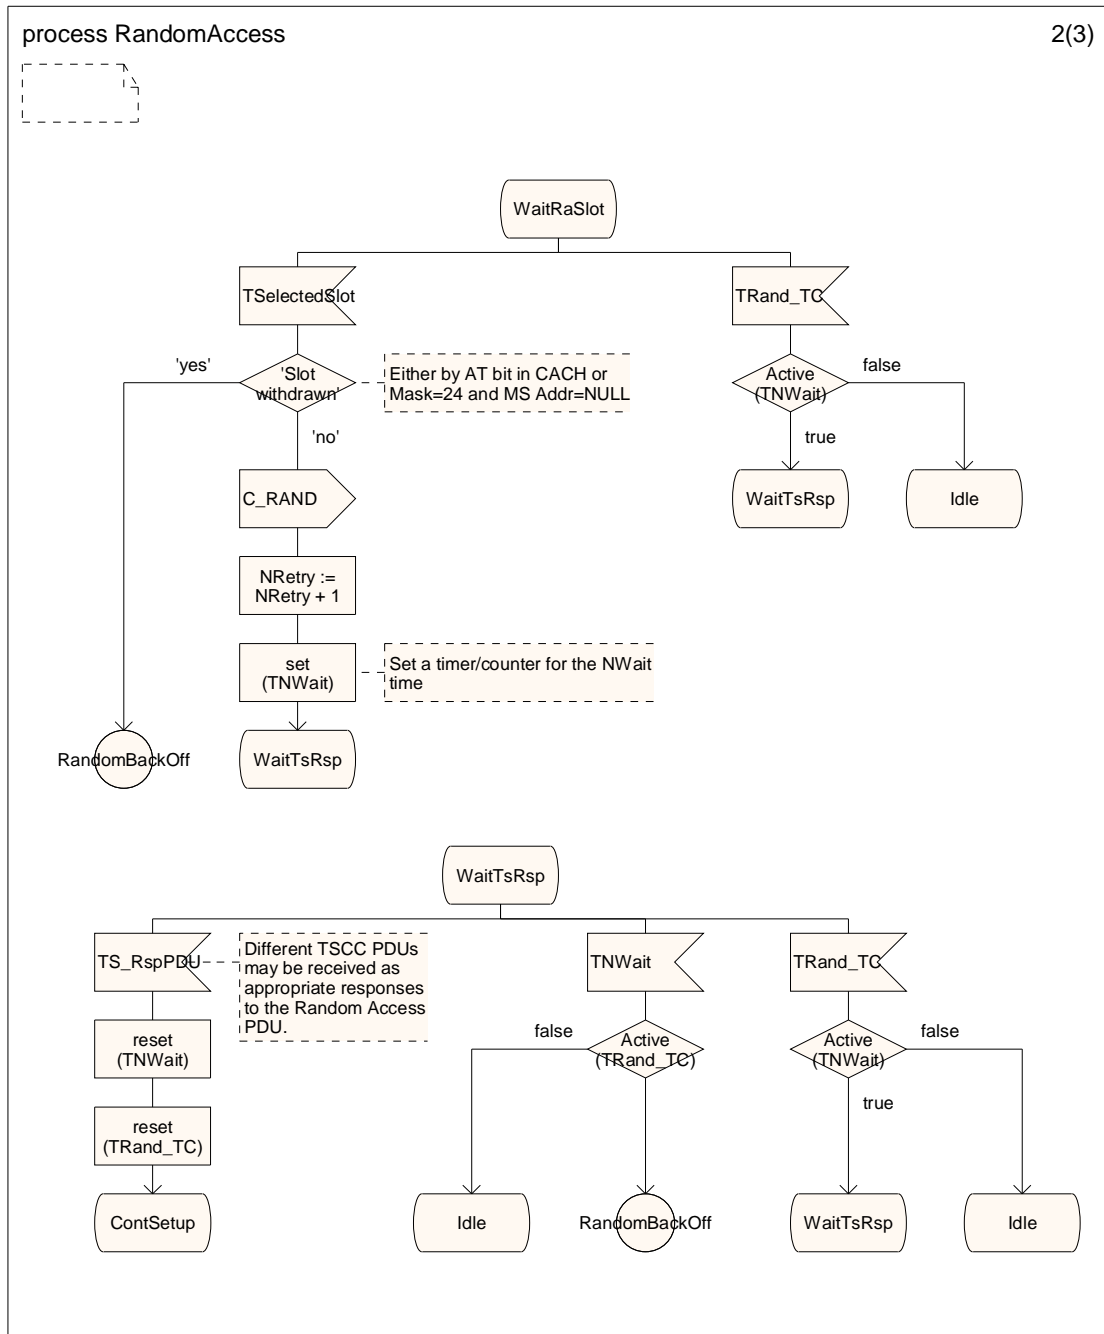 process RandomAccess
2(3)
WaitRaSlot
TSelectedSlot
TRand_TC
'yes'
'Slot
withdrawn'
Either by AT bit in CACH or
Mask=24 and MS Addr=NULL
Active
(TNWait)
false
'no'
true
C_RAND
WaitTsRsp
Idle
NRetry :=
NRetry + 1
set
(TNWait)
Set a timer/counter for the NWait
time
RandomBackOff
WaitTsRsp
WaitTsRsp
TS_RspPDU
Different TSCC PDUs
may be received as
appropriate responses
to the Random Access
PDU.
TNWait
TRand_TC
reset
(TNWait)
false
Active
(TRand_TC)
Active
(TNWait)
false
true
reset
(TRand_TC)
ContSetup
Idle
RandomBackOff
WaitTsRsp
Idle